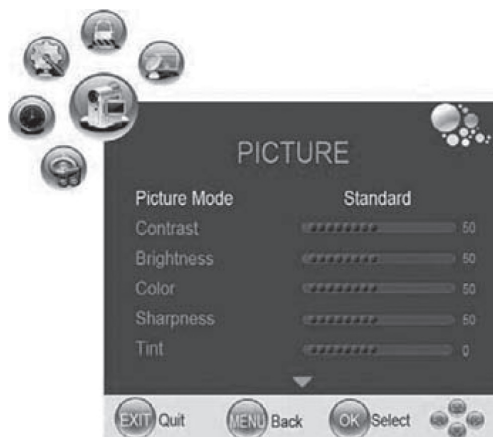 PICTURE
Picture Mode Standard
Contrast 50
Brightness 50
Color 50
Sharpness 50
Tint 0
EXIT Quit MENU Back OK Select